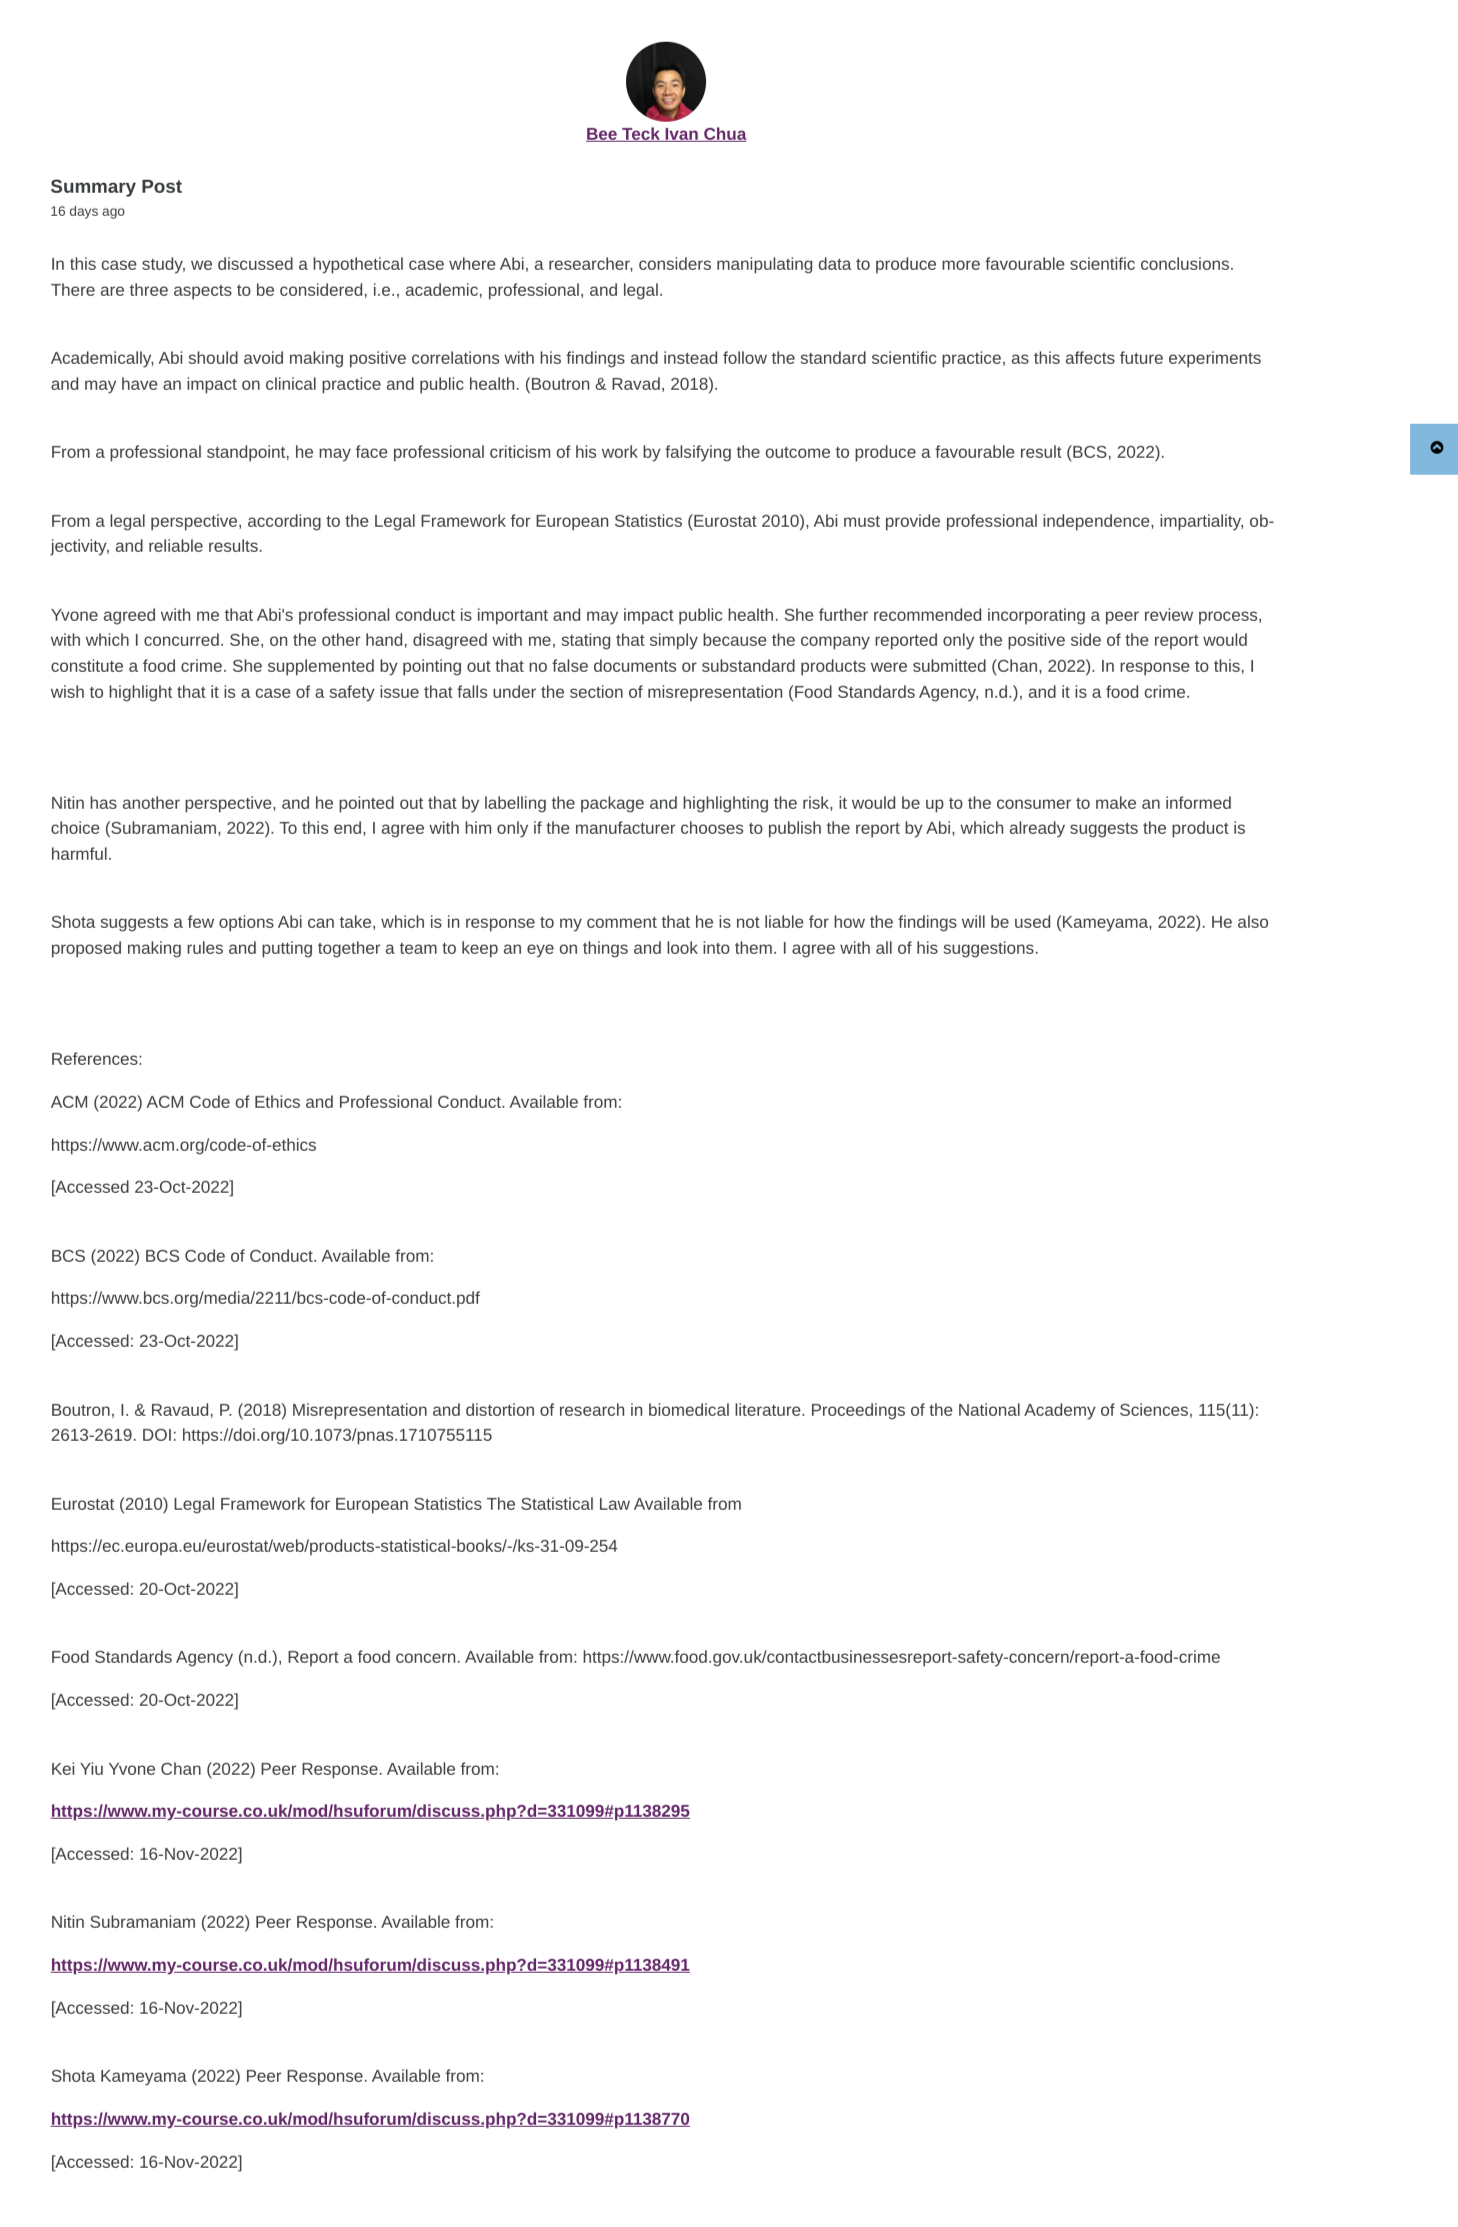 Bee Teck Ivan Chua
Summary Post
16 days ago
In this case study, we discussed a hypothetical case where Abi, a researcher, considers manipulating data to produce more favourable scientific conclusions.
There are three aspects to be considered, i.e., academic, professional, and legal.
Academically, Abi should avoid making positive correlations with his findings and instead follow the standard scientific practice, as this affects future experiments
and may have an impact on clinical practice and public health. (Boutron & Ravad, 2018).
From a professional standpoint, he may face professional criticism of his work by falsifying the outcome to produce a favourable result (BCS, 2022).
From a legal perspective, according to the Legal Framework for European Statistics (Eurostat 2010), Abi must provide professional independence, impartiality, ob-
jectivity, and reliable results.
Yvone agreed with me that Abi's professional conduct is important and may impact public health. She further recommended incorporating a peer review process,
with which I concurred. She, on the other hand, disagreed with me, stating that simply because the company reported only the positive side of the report would
constitute a food crime. She supplemented by pointing out that no false documents or substandard products were submitted (Chan, 2022). In response to this, I
wish to highlight that it is a case of a safety issue that falls under the section of misrepresentation (Food Standards Agency, n.d.), and it is a food crime.
Nitin has another perspective, and he pointed out that by labelling the package and highlighting the risk, it would be up to the consumer to make an informed
choice (Subramaniam, 2022). To this end, I agree with him only if the manufacturer chooses to publish the report by Abi, which already suggests the product is
harmful.
Shota suggests a few options Abi can take, which is in response to my comment that he is not liable for how the findings will be used (Kameyama, 2022). He also
proposed making rules and putting together a team to keep an eye on things and look into them. I agree with all of his suggestions.
References:
ACM (2022) ACM Code of Ethics and Professional Conduct. Available from:
https://www.acm.org/code-of-ethics
[Accessed 23-Oct-2022]
BCS (2022) BCS Code of Conduct. Available from:
https://www.bcs.org/media/2211/bcs-code-of-conduct.pdf
[Accessed: 23-Oct-2022]
Boutron, I. & Ravaud, P. (2018) Misrepresentation and distortion of research in biomedical literature. Proceedings of the National Academy of Sciences, 115(11):
2613-2619. DOI: https://doi.org/10.1073/pnas.1710755115
Eurostat (2010) Legal Framework for European Statistics The Statistical Law Available from
https://ec.europa.eu/eurostat/web/products-statistical-books/-/ks-31-09-254
[Accessed: 20-Oct-2022]
Food Standards Agency (n.d.), Report a food concern. Available from: https://www.food.gov.uk/contactbusinessesreport-safety-concern/report-a-food-crime
[Accessed: 20-Oct-2022]
Kei Yiu Yvone Chan (2022) Peer Response. Available from:
https://www.my-course.co.uk/mod/hsuforum/discuss.php?d=331099#p1138295
[Accessed: 16-Nov-2022]
Nitin Subramaniam (2022) Peer Response. Available from:
https://www.my-course.co.uk/mod/hsuforum/discuss.php?d=331099#p1138491
[Accessed: 16-Nov-2022]
Shota Kameyama (2022) Peer Response. Available from:
https://www.my-course.co.uk/mod/hsuforum/discuss.php?d=331099#p1138770
[Accessed: 16-Nov-2022]